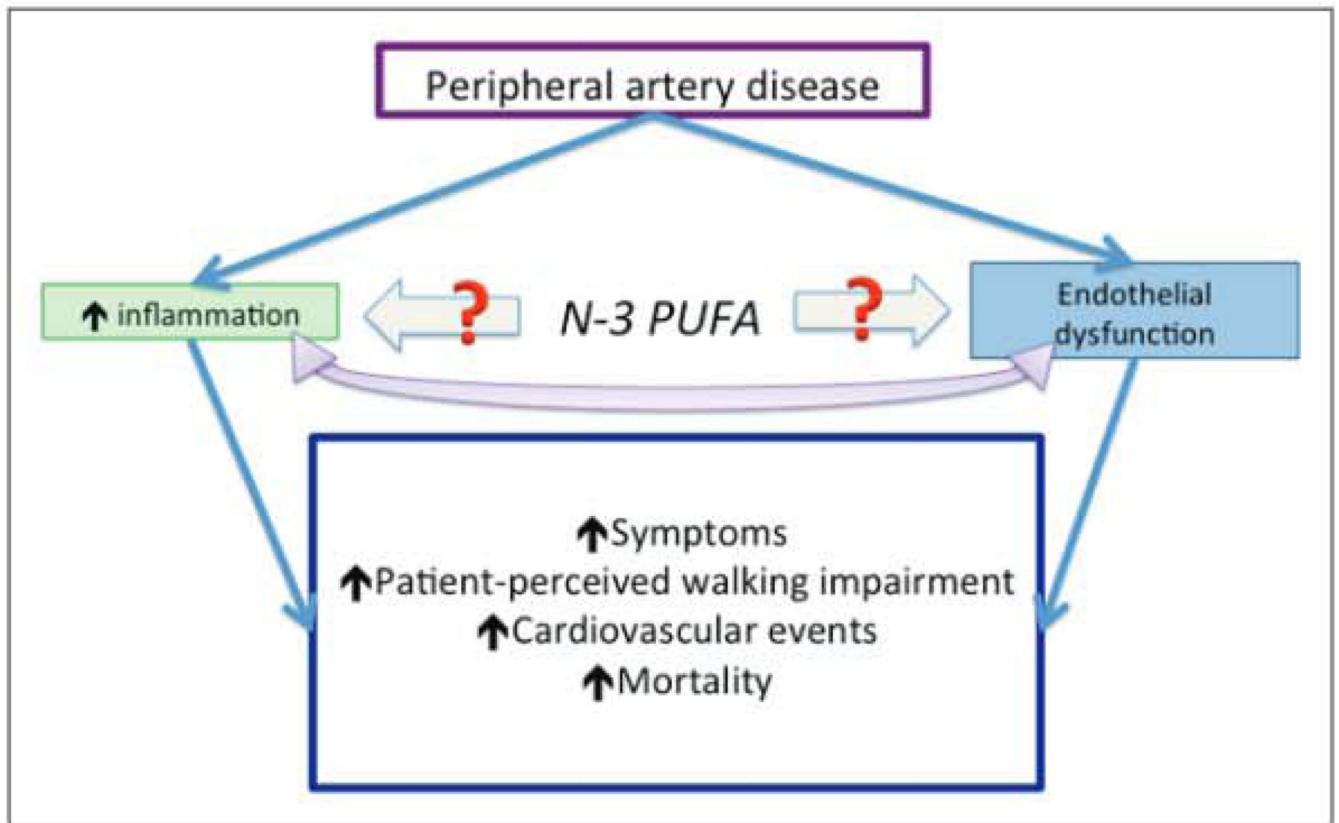 Peripheral artery disease
↑ inflammation
?
N-3 PUFA
?
Endothelial
dysfunction
↑Symptoms
↑Patient-perceived walking impairment
↑Cardiovascular events
↑Mortality